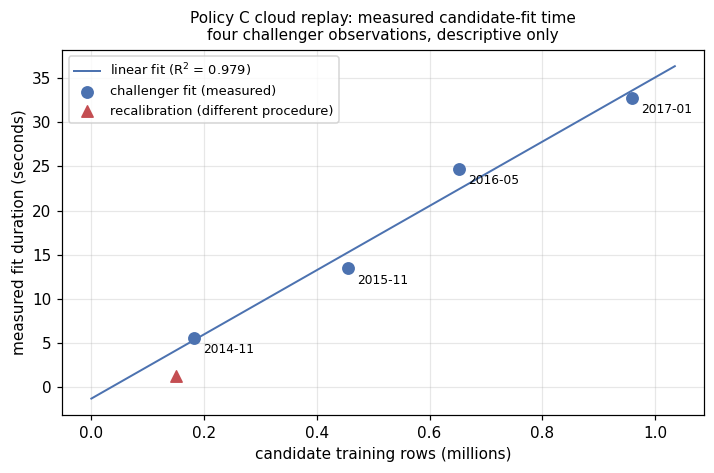 Policy C cloud replay: measured candidate-fit time
four challenger observations, descriptive only
linear fit (R² = 0.979)
challenger fit (measured)
recalibration (different procedure)
measured fit duration (seconds)
35
30
25
20
15
10
5
0
2017-01
2016-05
2015-11
2014-11
0.0
0.2
0.4
0.6
0.8
1.0
candidate training rows (millions)